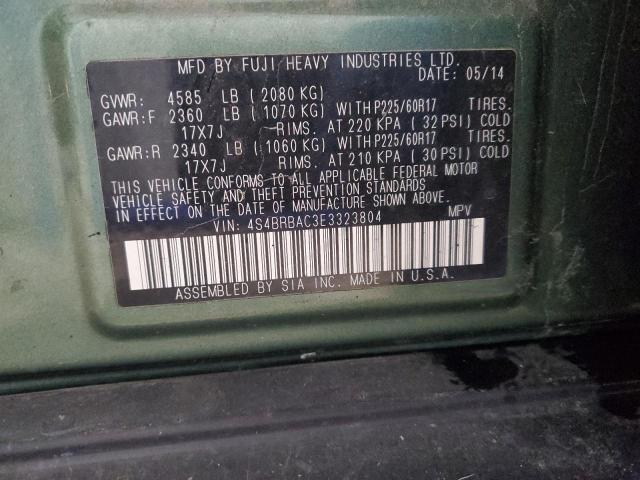 MFD BY FUJI HEAVY INDUSTRIES LTD.
DATE: 05/14
GVWR: 4585 LB (2080 KG)
GAWR:F 2360 LB (1070 KG) WITH P225/60R17 TIRES.
17X7J RIMS. AT 220 KPA (32 PSI) COLD
GAWR:R 2340 LB (1060 KG) WITH P225/60R17 TIRES.
17X7J RIMS. AT 210 KPA (30 PSI) COLD
THIS VEHICLE CONFORMS TO ALL APPLICABLE FEDERAL MOTOR
VEHICLE SAFETY AND THEFT PREVENTION STANDARDS
IN EFFECT ON THE DATE OF MANUFACTURE SHOWN ABOVE.
VIN: 4S4BRBAC3E3323804 MPV
ASSEMBLED BY SIA INC. MADE IN U.S.A.